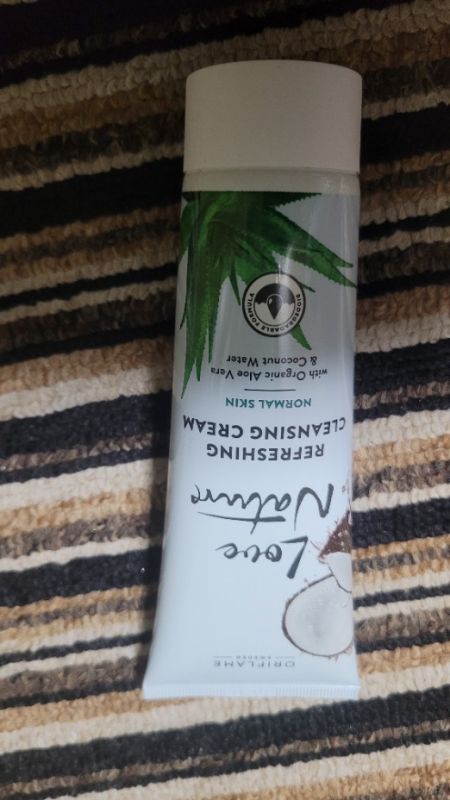 ORIFLAME
SWEDEN
Love
Nature
REFRESHING
CLEANSING CREAM
NORMAL SKIN
with Organic Aloe Vera
& Coconut Water
BIODEGRADABLE FORMULA